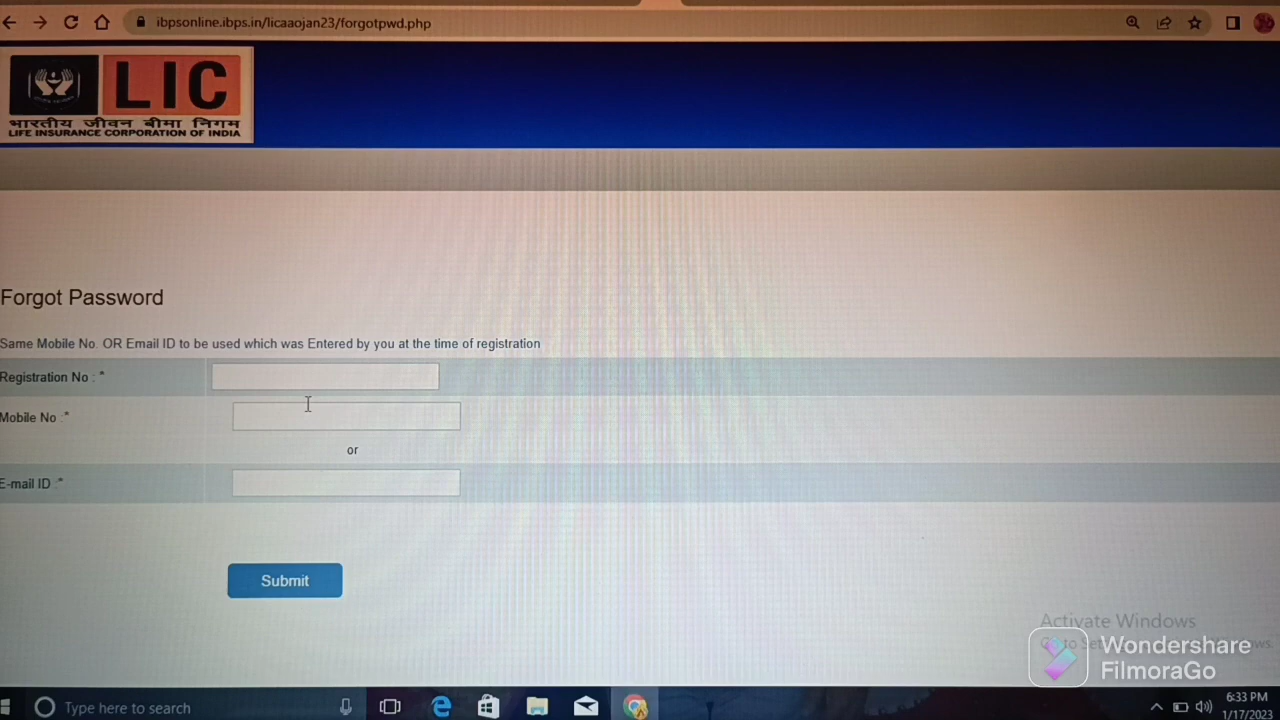 ibpsonline.ibps.in/licaaojan23/forgotpwd.php
LIC
भारतीय जीवन बीमा निगम
LIFE INSURANCE CORPORATION OF INDIA
Forgot Password
Same Mobile No. OR Email ID to be used which was Entered by you at the time of registration
Registration No : *
Mobile No :*
or
E-mail ID :*
Submit
Activate Windows
Go to Se
Wondershare
FilmoraGo
Type here to search
6:33 PM
1/17/2023